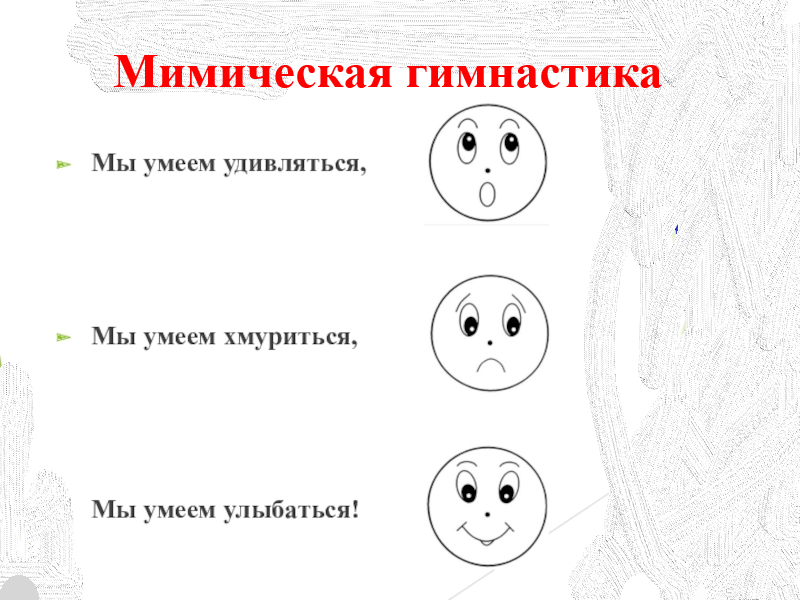 Мимическая гимнастика
Мы умеем удивляться,
Мы умеем хмуриться,
Мы умеем улыбаться!